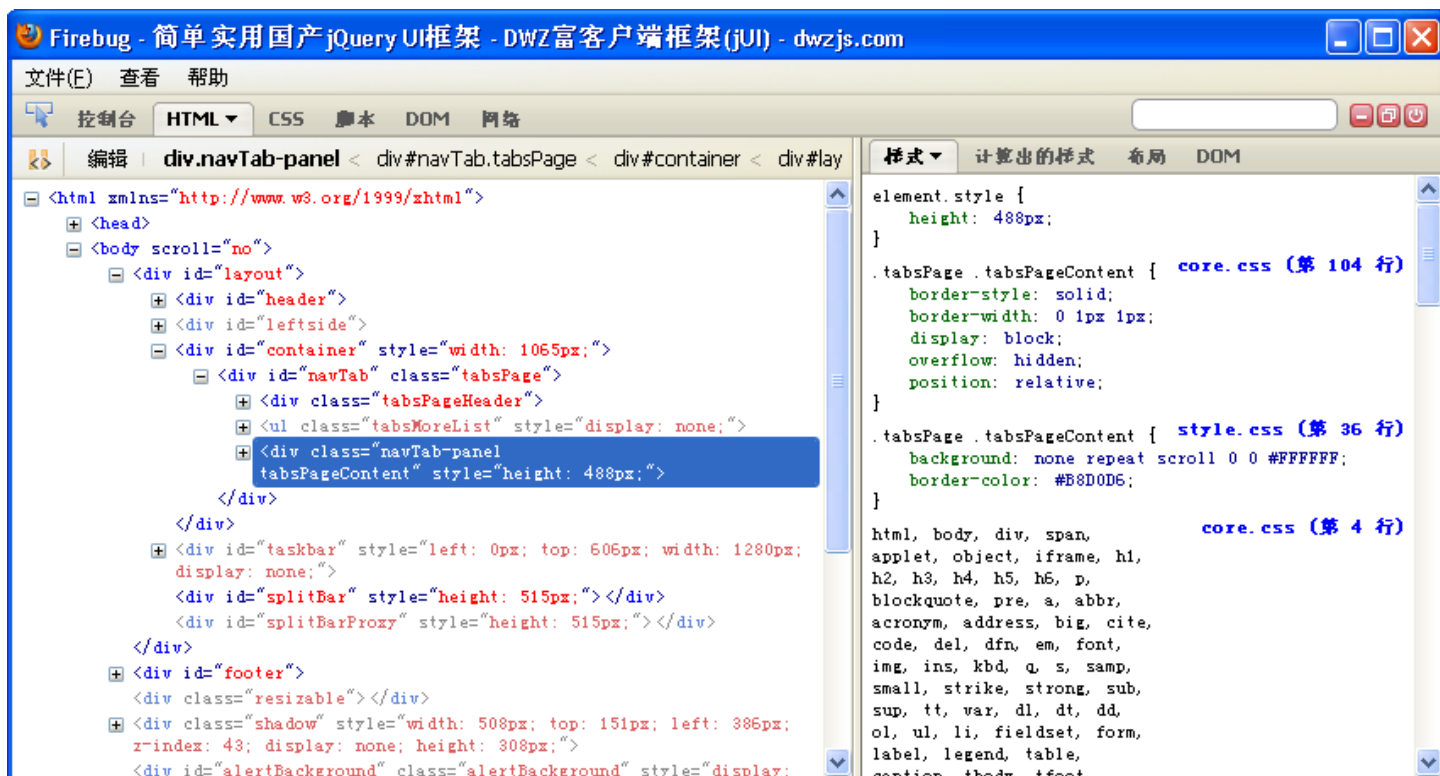 Firebug - 简单实用国产jQuery UI框架 - DWZ富客户端框架(jUI) - dwzjs.com
文件(F) 查看 帮助
控制台 HTML CSS 脚本 DOM 网络
编辑 div.navTab-panel < div#navTab.tabsPage < div#container < div#lay
<html xmlns="http://www.w3.org/1999/xhtml">
<head>
<body scroll="no">
<div id="layout">
<div id="header">
<div id="leftside">
<div id="container" style="width: 1065px;">
<div id="navTab" class="tabsPage">
<div class="tabsPageHeader">
<ul class="tabsMoreList" style="display: none;">
<div class="navTab-panel
tabsPageContent" style="height: 488px;">
</div>
</div>
<div id="taskbar" style="left: 0px; top: 606px; width: 1280px;
display: none;">
<div id="splitBar" style="height: 515px;"></div>
<div id="splitBarProxy" style="height: 515px;"></div>
</div>
<div id="footer">
<div class="resizable"></div>
<div class="shadow" style="width: 508px; top: 151px; left: 386px;
z-index: 43; display: none; height: 308px;">
<div id="alertBackground" class="alertBackground" style="display:
样式 计算出的样式 布局 DOM
element.style {
height: 488px;
}
.tabsPage .tabsPageContent { core.css (第 104 行)
border-style: solid;
border-width: 0 1px 1px;
display: block;
overflow: hidden;
position: relative;
}
.tabsPage .tabsPageContent { style.css (第 36 行)
background: none repeat scroll 0 0 #FFFFFF;
border-color: #B8D0D6;
}
html, body, div, span, core.css (第 4 行)
applet, object, iframe, h1,
h2, h3, h4, h5, h6, p,
blockquote, pre, a, abbr,
acronym, address, big, cite,
code, del, dfn, em, font,
img, ins, kbd, q, s, samp,
small, strike, strong, sub,
sup, tt, var, dl, dt, dd,
ol, ul, li, fieldset, form,
label, legend, table,
caption, tbody, tfoot,